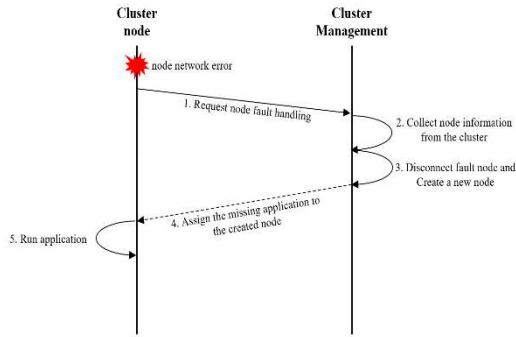 Cluster
node
Cluster
Management
node network error
1. Request node fault handling
2. Collect node information
from the cluster
3. Disconnect fault node and
Create a new node
4. Assign the missing application to
the created node
5. Run application